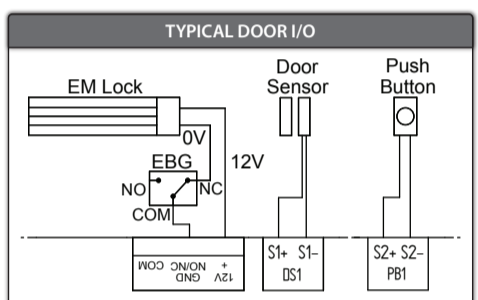 TYPICAL DOOR I/O
EM Lock
Door
Sensor
Push
Button
0V
EBG
12V
NO
NC
COM
COM NO/NC +
GND 12V
S1+ S1–
DS1
S2+ S2–
PB1